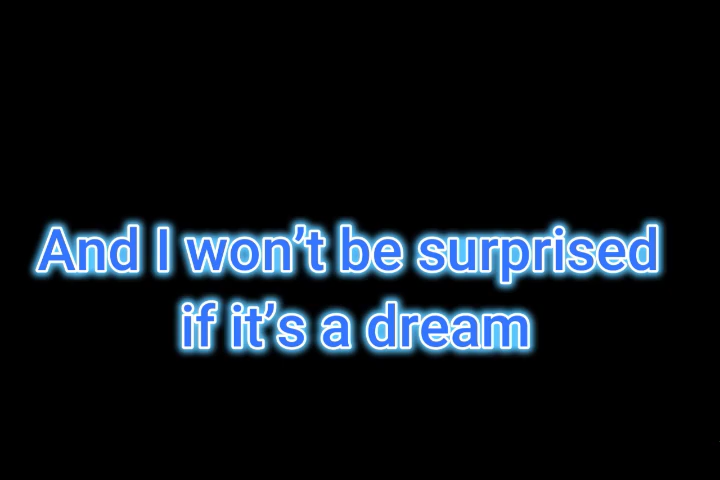 And I won’t be surprised
if it’s a dream